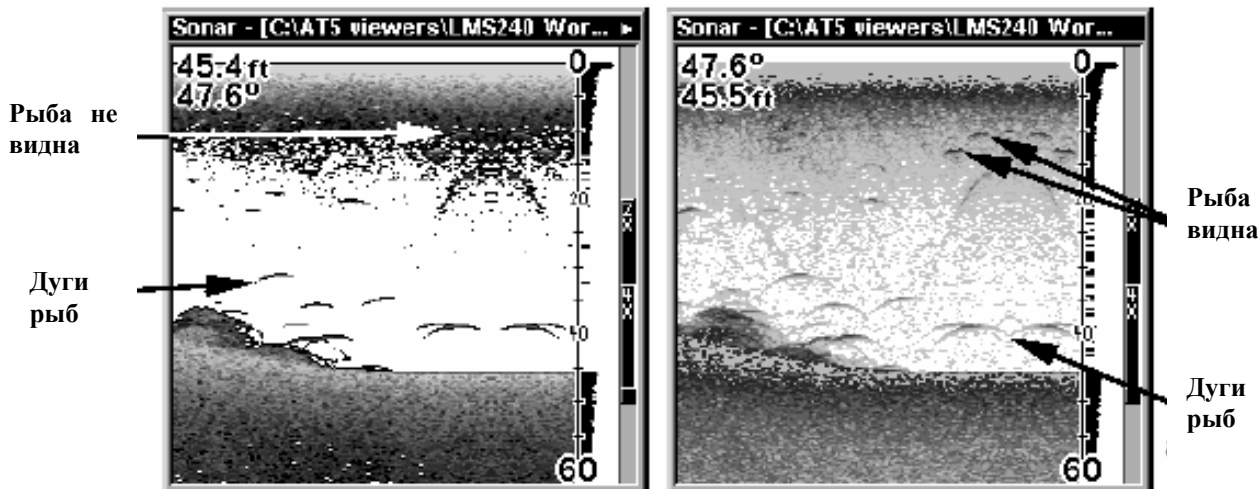 Sonar - [C:\AT5 viewers\LMS240 Wor...
45.4 ft
47.6°
0
20
40
60
Рыба не
видна
Дуги
рыб
Sonar - [C:\AT5 viewers\LMS240 Wor...
47.6°
45.5 ft
0
40
60
Рыба
видна
Дуги
рыб